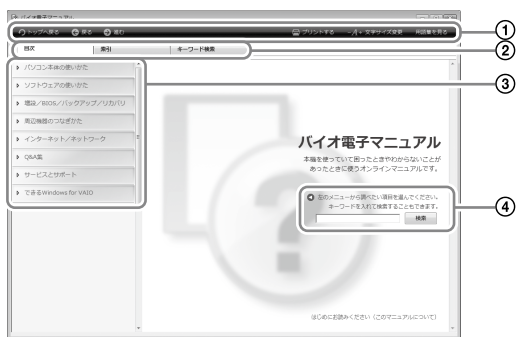 バイオ電子マニュアル
トップへ戻る 戻る 進む プリントする -A+ 文字サイズ変更 用語集を見る
①
目次 索引 キーワード検索
②
パソコン本体の使いかた
③
ソフトウェアの使いかた
増設／BIOS／バックアップ／リカバリ
周辺機器のつなぎかた
インターネット／ネットワーク
Q&A集
サービスとサポート
できるWindows for VAIO
バイオ電子マニュアル
本機を使っていて困ったときやわからないことが
あったときに使うオンラインマニュアルです。
左のメニューから調べたい項目を選んでください。
キーワードを入れて検索することもできます。
検索
④
はじめにお読みください（このマニュアルについて）